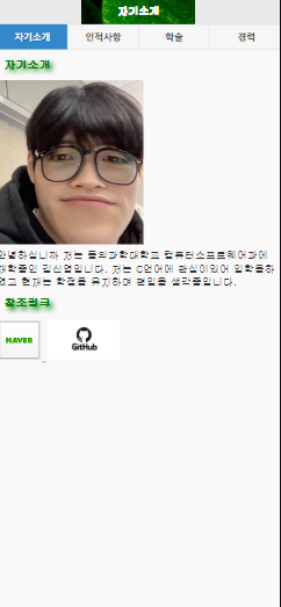 자기소개
자기소개 인적사항 학술 경력
자기소개
안녕하십니까 저는 동의과학대학교 컴퓨터소프트웨어과에
재학중인 김신영입니다. 저는 C언어에 관심이있어 입학을하
였고 현재는 학점을 유지하며 편입을 생각중입니다.
참조링크
NAVER GitHub